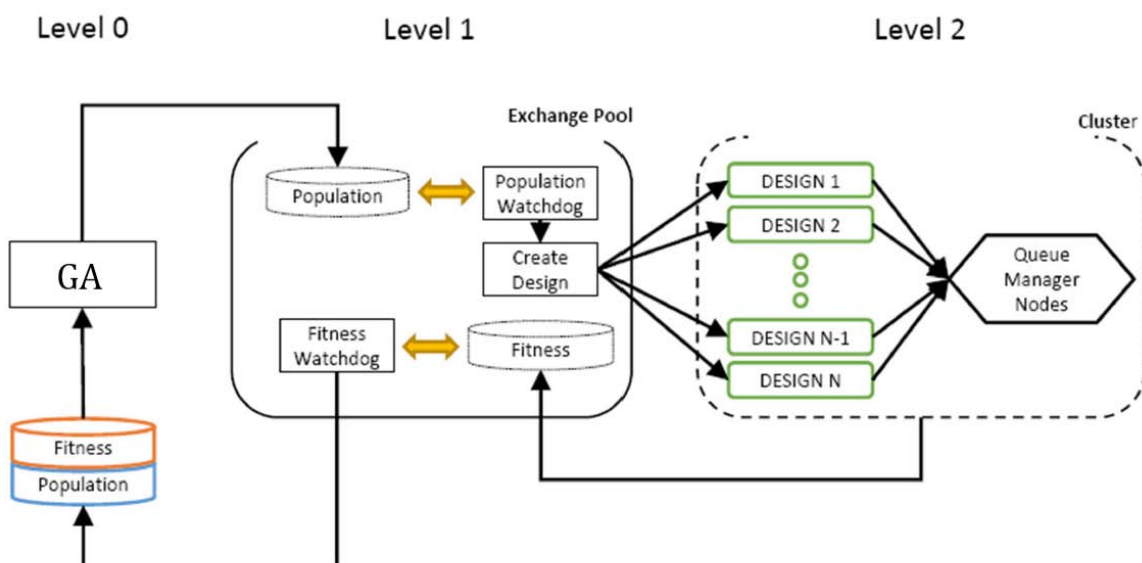 Level 0
Level 1
Level 2
Exchange Pool
Cluster
Population
Population
Watchdog
Create
Design
Fitness
Watchdog
Fitness
GA
Fitness
Population
DESIGN 1
DESIGN 2
DESIGN N-1
DESIGN N
Queue
Manager
Nodes